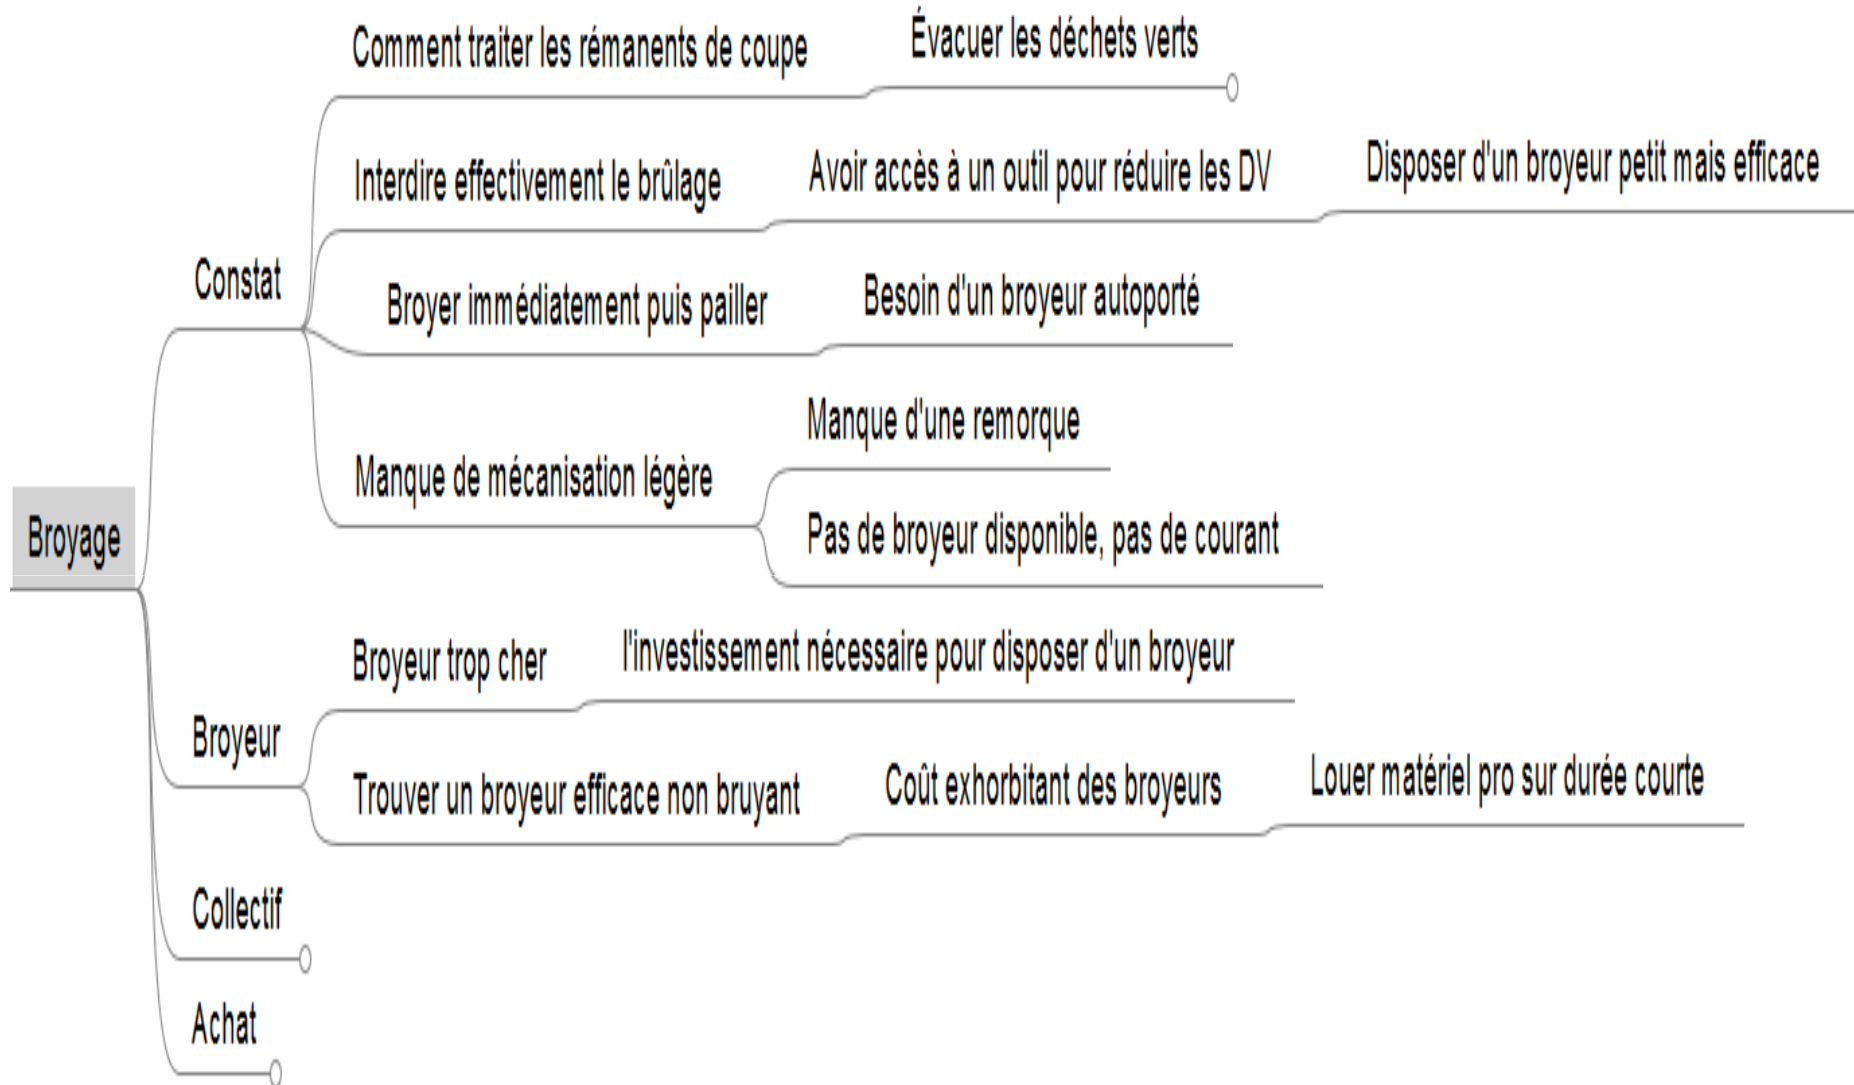 Comment traiter les rémanents de coupe
Évacuer les déchets verts
Interdire effectivement le brûlage
Avoir accès à un outil pour réduire les DV
Disposer d'un broyeur petit mais efficace
Constat
Broyer immédiatement puis pailler
Besoin d'un broyeur autoporté
Manque de mécanisation légère
Manque d'une remorque
Pas de broyeur disponible, pas de courant
Broyage
Broyeur trop cher
l'investissement nécessaire pour disposer d'un broyeur
Broyeur
Trouver un broyeur efficace non bruyant
Coût exhorbitant des broyeurs
Louer matériel pro sur durée courte
Collectif
Achat